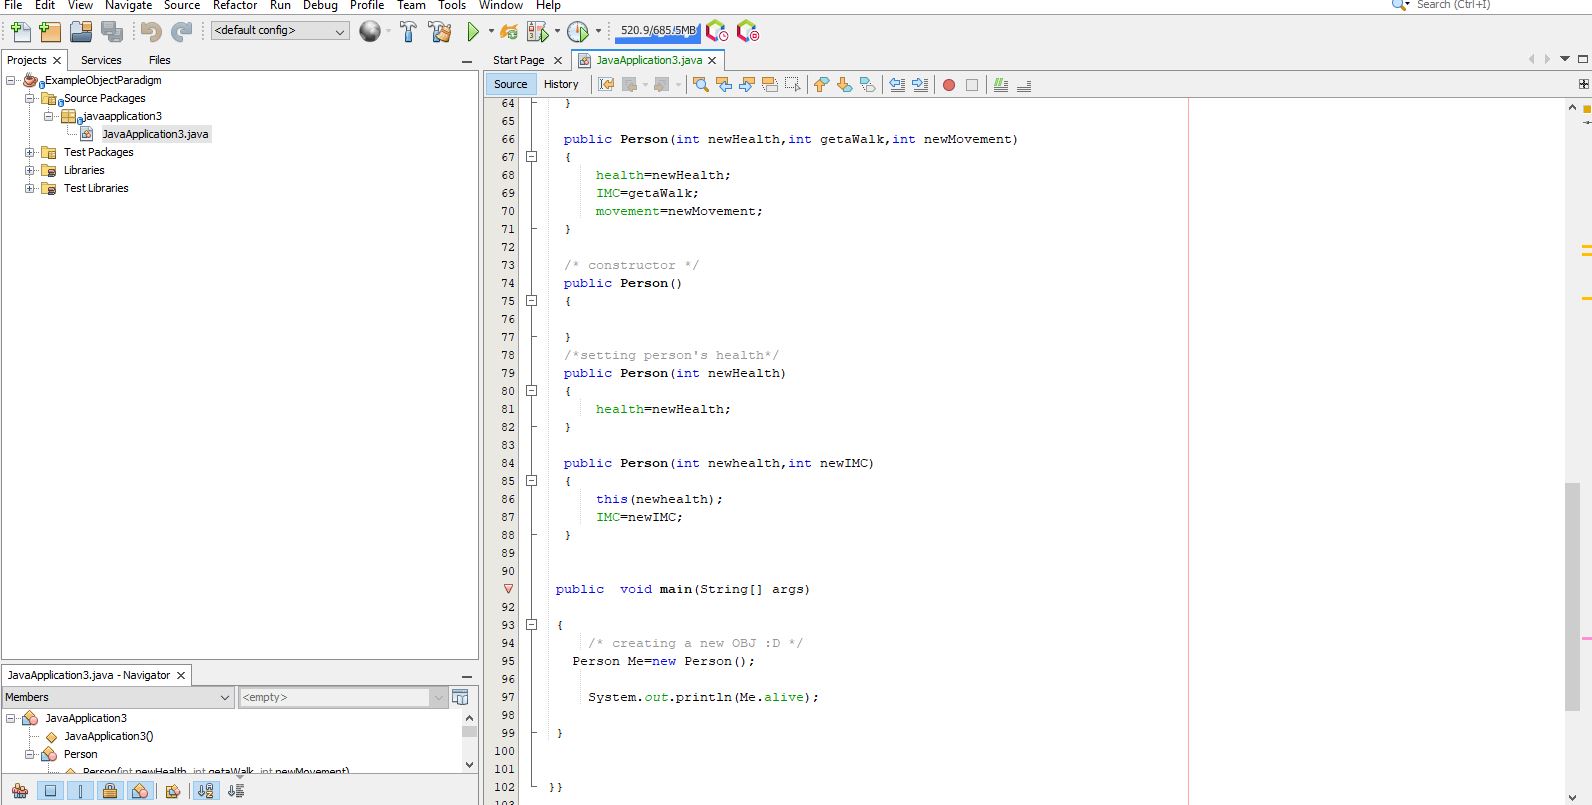 File Edit View Navigate Source Refactor Run Debug Profile Team Tools Window Help Search (Ctrl+I)
<default config> 520.9/685/5MB
Projects Services Files
ExampleObjectParadigm
Source Packages
javaapplication3
JavaApplication3.java
Test Packages
Libraries
Test Libraries
JavaApplication3.java - Navigator
Members <empty>
JavaApplication3
JavaApplication3()
Person
Person(int newHealth, int getaWalk, int newMovement)
Start Page JavaApplication3.java
Source History
64 }
65
66 public Person(int newHealth,int getaWalk,int newMovement)
67 {
68 health=newHealth;
69 IMC=getaWalk;
70 movement=newMovement;
71 }
72
73 /* constructor */
74 public Person()
75 {
76
77 }
78 /*setting person's health*/
79 public Person(int newHealth)
80 {
81 health=newHealth;
82 }
83
84 public Person(int newhealth,int newIMC)
85 {
86 this(newhealth);
87 IMC=newIMC;
88 }
89
90
public  void main(String[] args)
92
93 {
94 /* creating a new OBJ :D */
95 Person Me=new Person();
96
97 System.out.println(Me.alive);
98
99 }
100
101
102 }}
103